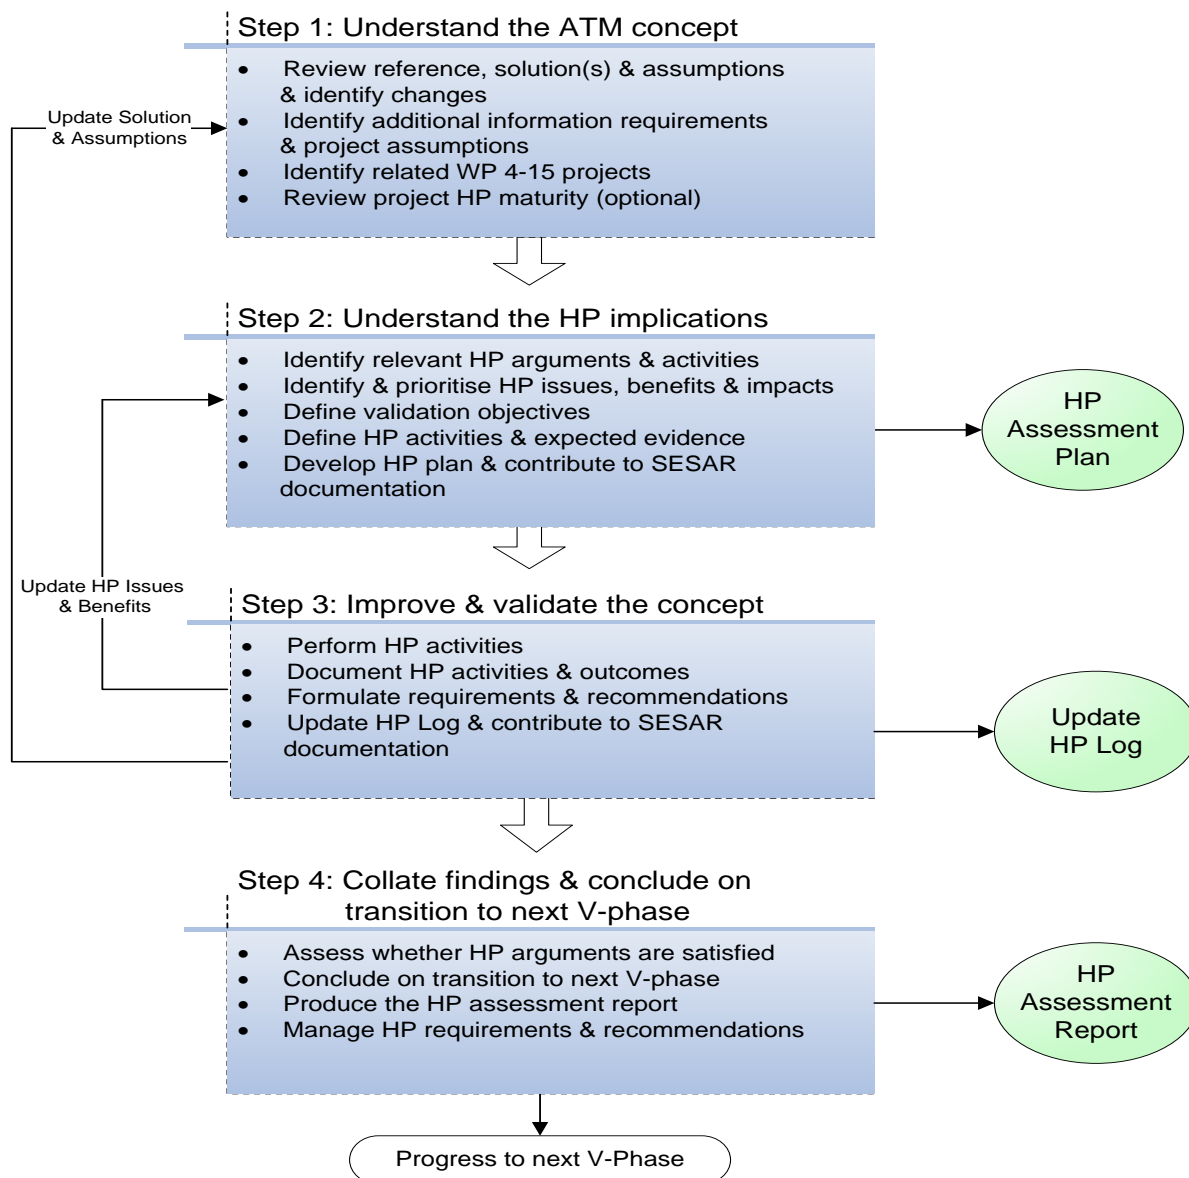 Step 1: Understand the ATM concept
• Review reference, solution(s) & assumptions
& identify changes
• Identify additional information requirements
& project assumptions
• Identify related WP 4-15 projects
• Review project HP maturity (optional)
Update Solution
& Assumptions
Step 2: Understand the HP implications
• Identify relevant HP arguments & activities
• Identify & prioritise HP issues, benefits & impacts
• Define validation objectives
• Define HP activities & expected evidence
• Develop HP plan & contribute to SESAR
documentation
HP
Assessment
Plan
Update HP Issues
& Benefits
Step 3: Improve & validate the concept
• Perform HP activities
• Document HP activities & outcomes
• Formulate requirements & recommendations
• Update HP Log & contribute to SESAR
documentation
Update
HP Log
Step 4: Collate findings & conclude on
transition to next V-phase
• Assess whether HP arguments are satisfied
• Conclude on transition to next V-phase
• Produce the HP assessment report
• Manage HP requirements & recommendations
HP
Assessment
Report
Progress to next V-Phase